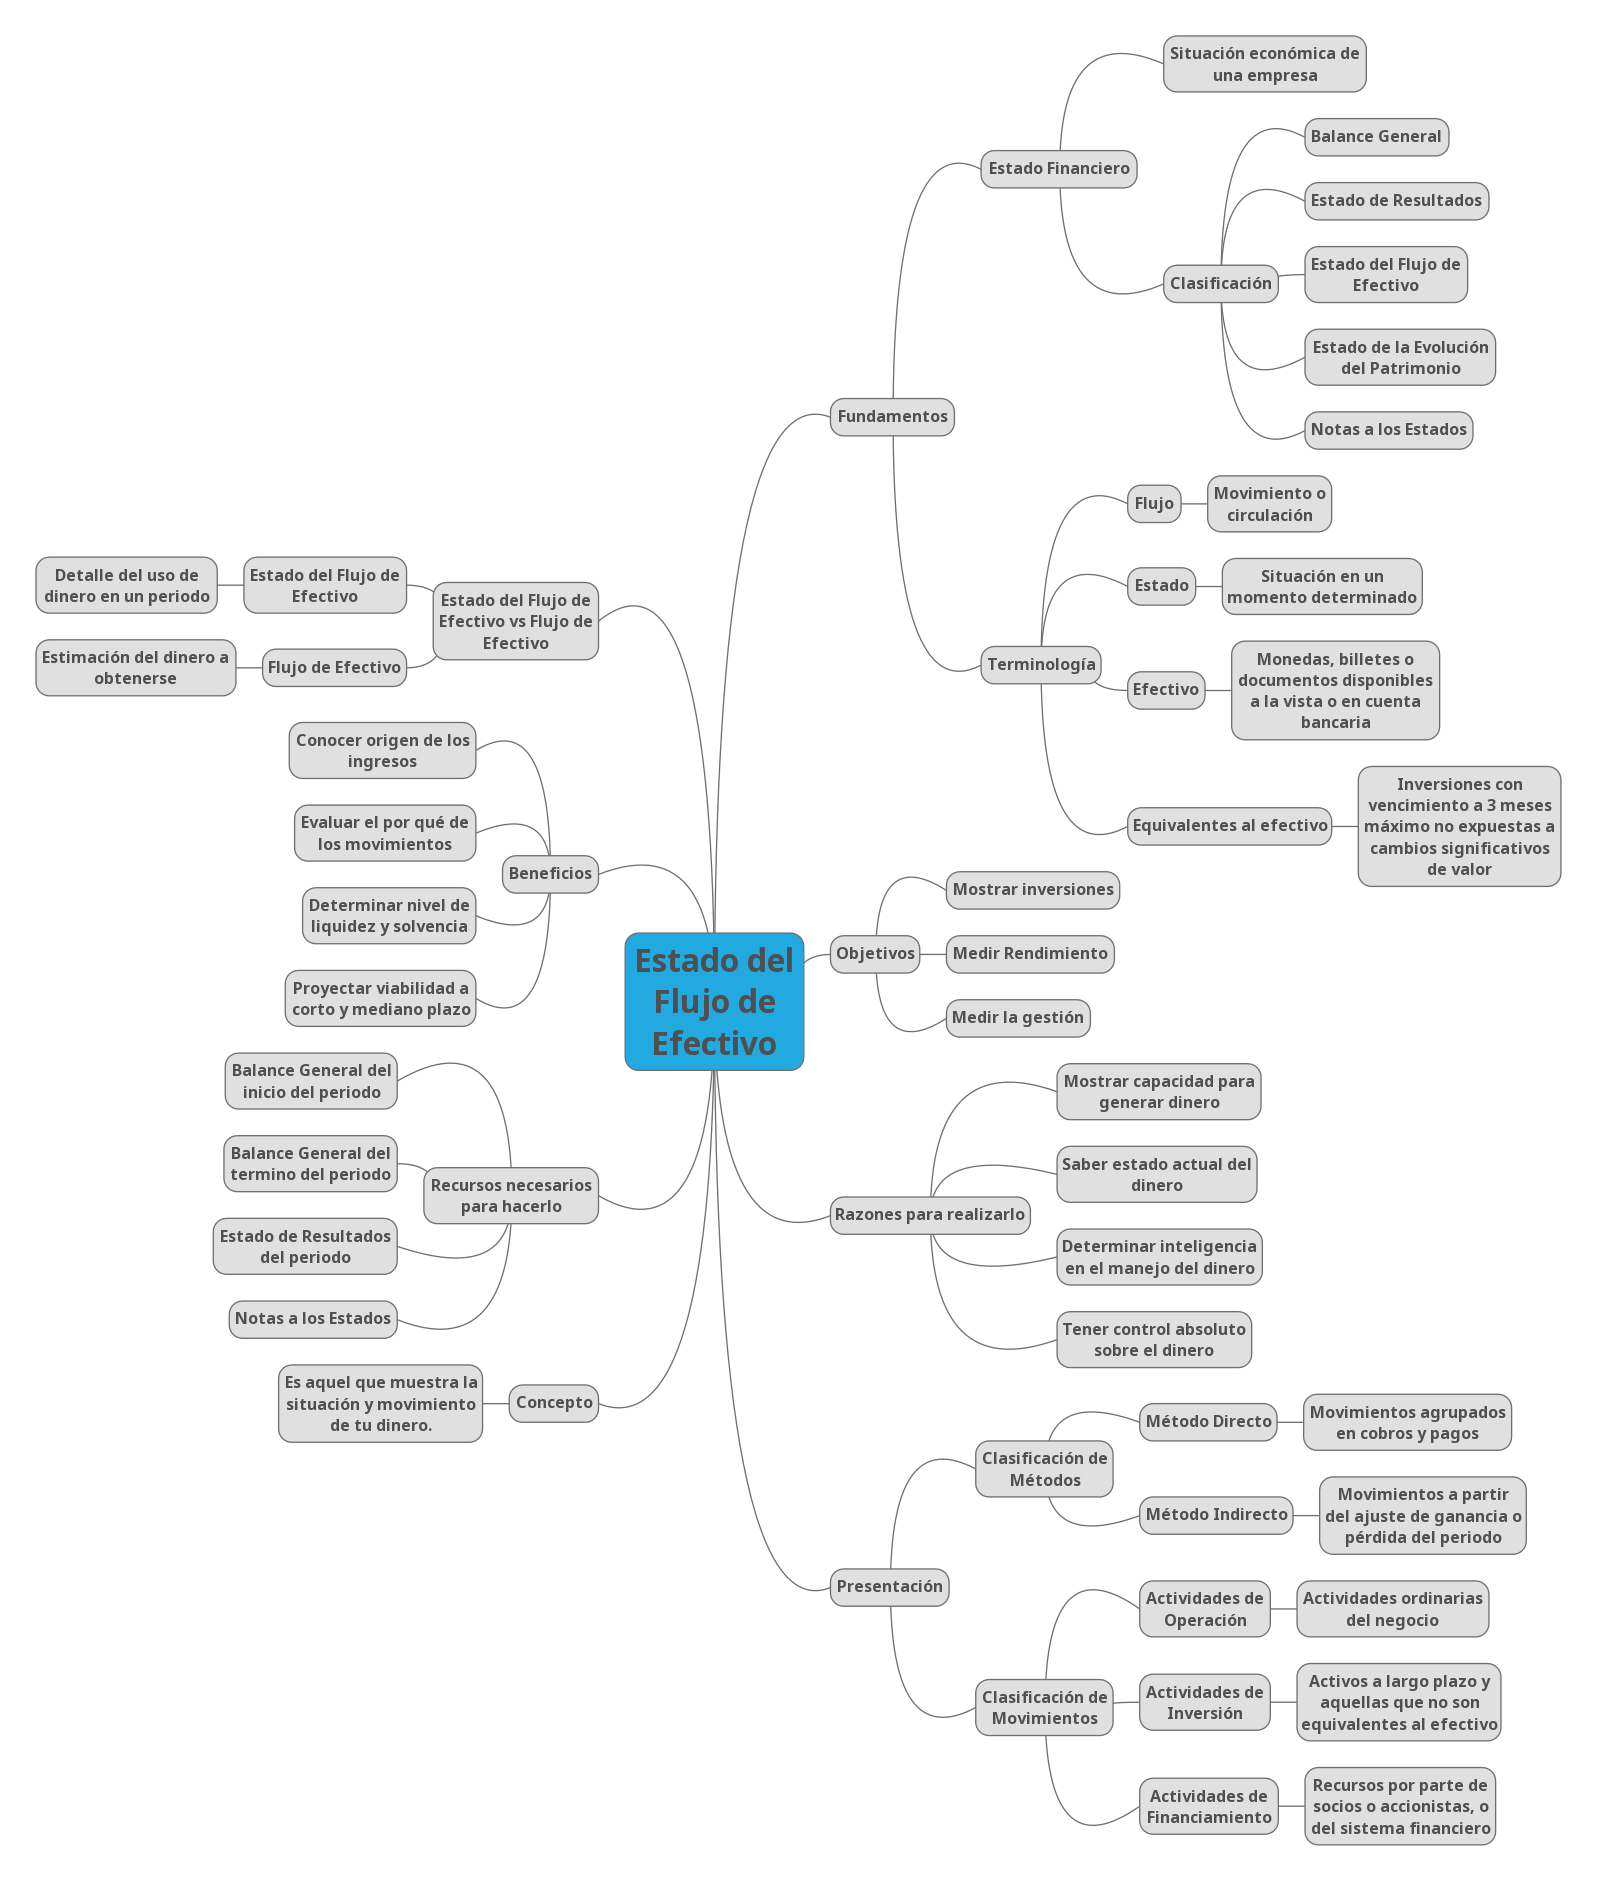 Estado del
Flujo de
Efectivo
Fundamentos
Estado Financiero
Situación económica de
una empresa
Clasificación
Balance General
Estado de Resultados
Estado del Flujo de
Efectivo
Estado de la Evolución
del Patrimonio
Notas a los Estados
Terminología
Flujo
Movimiento o
circulación
Estado
Situación en un
momento determinado
Efectivo
Monedas, billetes o
documentos disponibles
a la vista o en cuenta
bancaria
Equivalentes al efectivo
Inversiones con
vencimiento a 3 meses
máximo no expuestas a
cambios significativos
de valor
Objetivos
Mostrar inversiones
Medir Rendimiento
Medir la gestión
Razones para realizarlo
Mostrar capacidad para
generar dinero
Saber estado actual del
dinero
Determinar inteligencia
en el manejo del dinero
Tener control absoluto
sobre el dinero
Presentación
Clasificación de
Métodos
Método Directo
Movimientos agrupados
en cobros y pagos
Método Indirecto
Movimientos a partir
del ajuste de ganancia o
pérdida del periodo
Clasificación de
Movimientos
Actividades de
Operación
Actividades ordinarias
del negocio
Actividades de
Inversión
Activos a largo plazo y
aquellas que no son
equivalentes al efectivo
Actividades de
Financiamiento
Recursos por parte de
socios o accionistas, o
del sistema financiero
Estado del Flujo de
Efectivo vs Flujo de
Efectivo
Estado del Flujo de
Efectivo
Detalle del uso de
dinero en un periodo
Flujo de Efectivo
Estimación del dinero a
obtenerse
Beneficios
Conocer origen de los
ingresos
Evaluar el por qué de
los movimientos
Determinar nivel de
liquidez y solvencia
Proyectar viabilidad a
corto y mediano plazo
Recursos necesarios
para hacerlo
Balance General del
inicio del periodo
Balance General del
termino del periodo
Estado de Resultados
del periodo
Notas a los Estados
Concepto
Es aquel que muestra la
situación y movimiento
de tu dinero.